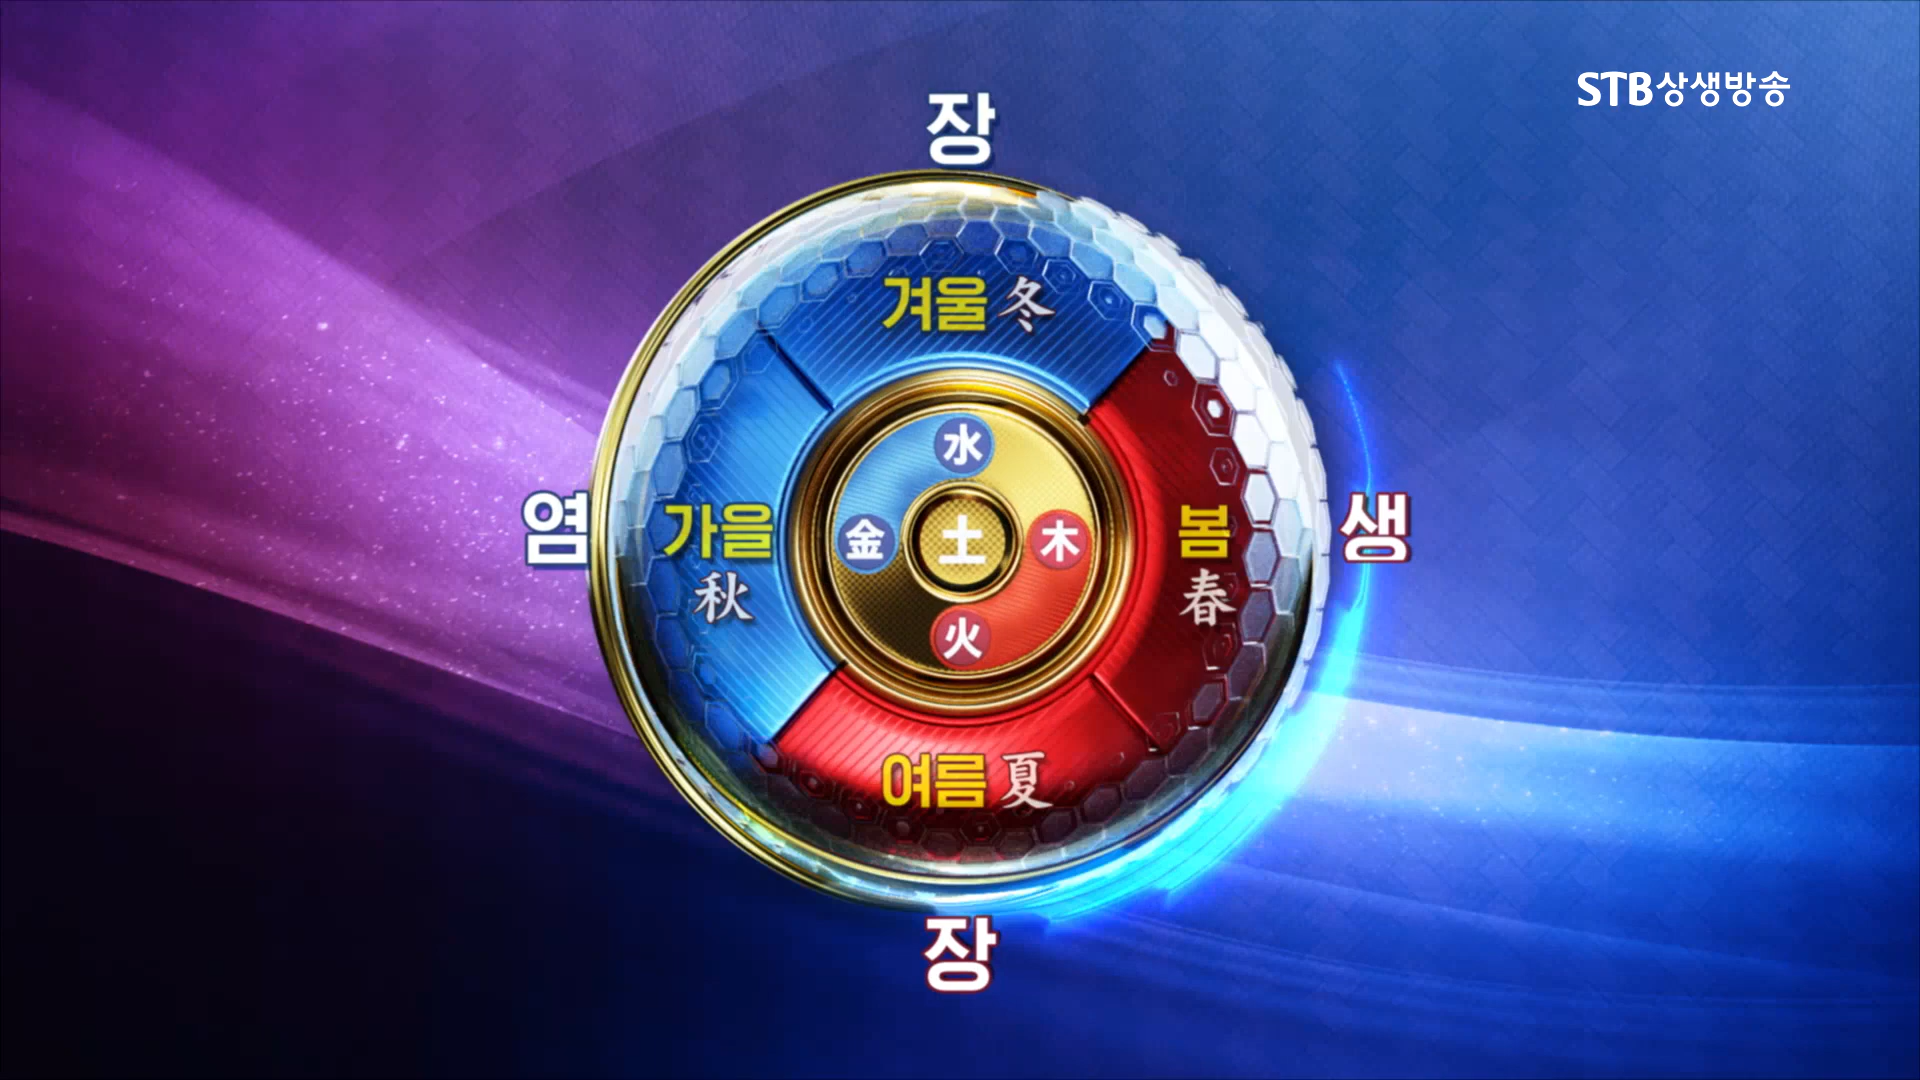 STB상생방송
장
겨울 冬
水
염
가을
秋
金
土
木
봄
春
생
火
여름 夏
장